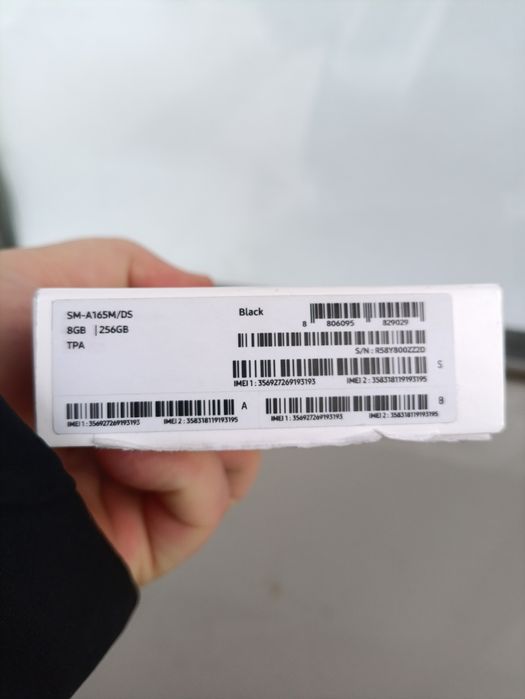 SM-A165M/DS
8GB | 256GB
TPA
Black
8 806095 829029
S/N : R58Y800ZZ2D
S
IMEI 1 : 356927269193193 IMEI 2 : 358318119193195
A
IMEI 1 : 356927269193193 IMEI 2 : 358318119193195
B
IMEI 1 : 356927269193193 IMEI 2 : 358318119193195